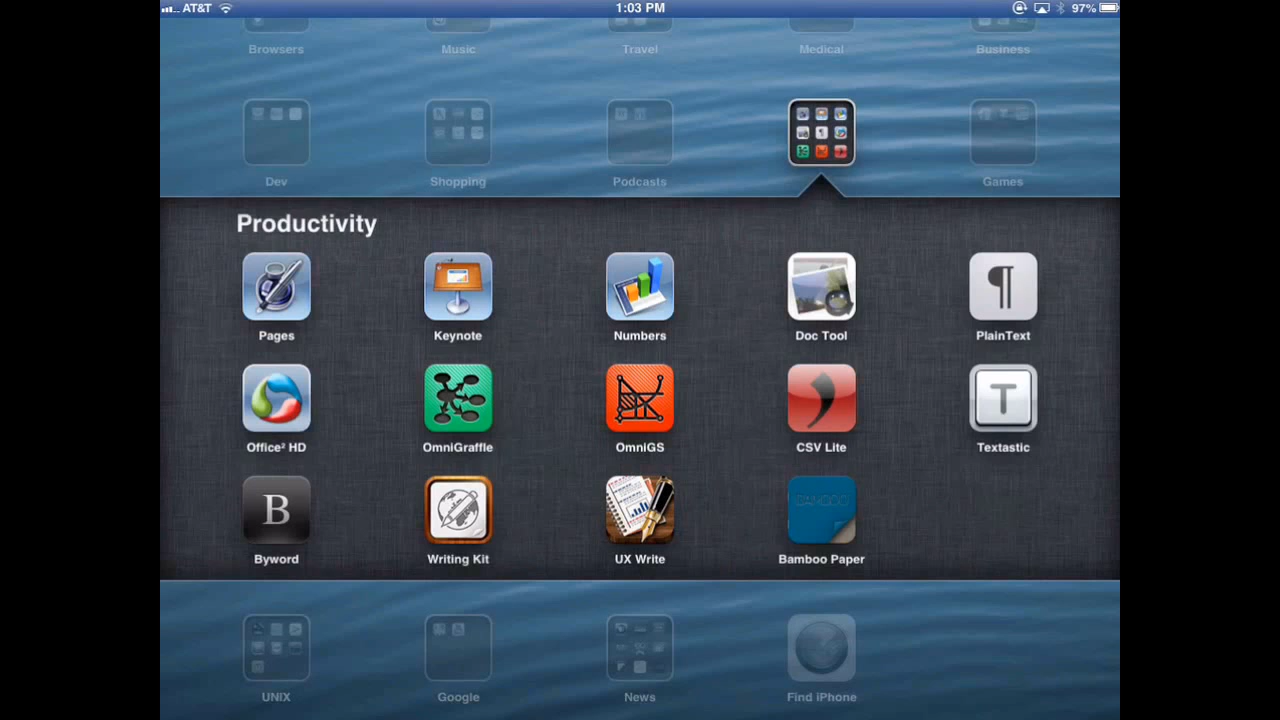 AT&T 1:03 PM 97%
Browsers Music Travel Medical Business
Dev Shopping Podcasts Games
Productivity
Pages Keynote Numbers Doc Tool PlainText
Office² HD OmniGraffle OmniGS CSV Lite Textastic
B T
BAMBOO
Byword Writing Kit UX Write Bamboo Paper
UNIX Google News Find iPhone